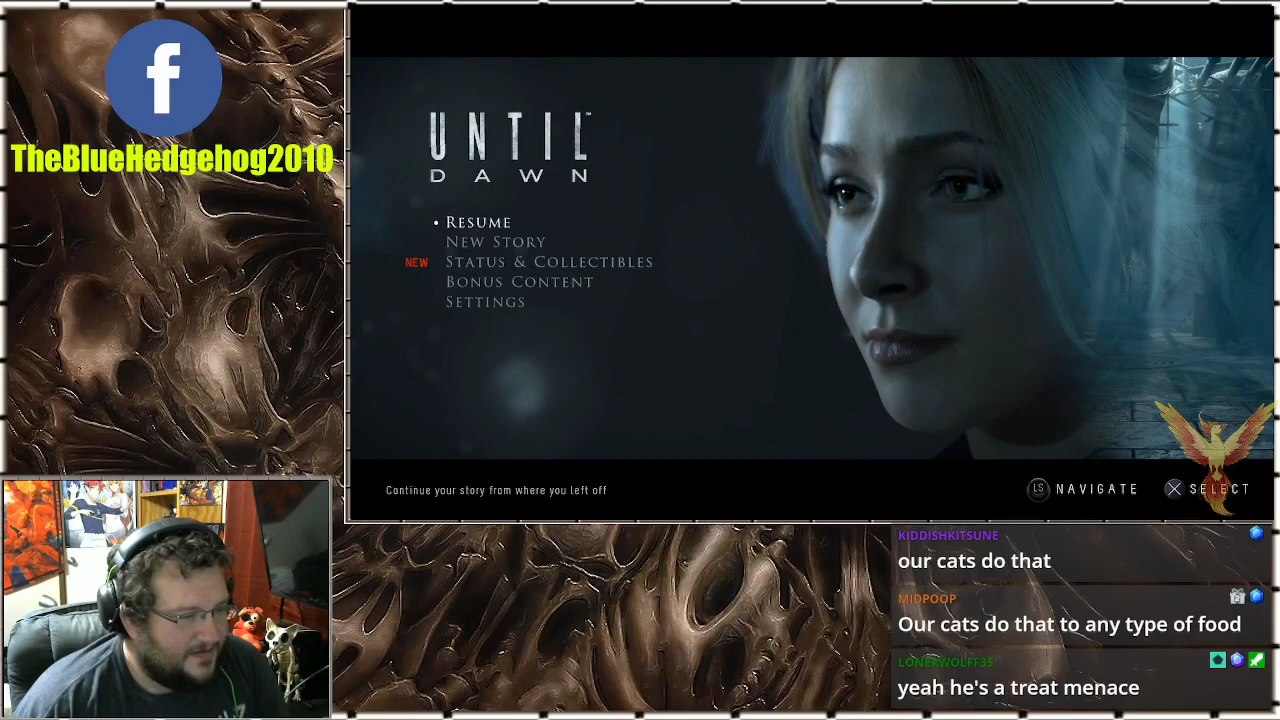 f
TheBlueHedgehog2010
UNTIL™
DAWN
• RESUME
NEW STORY
NEW STATUS & COLLECTIBLES
BONUS CONTENT
SETTINGS
Continue your story from where you left off
LS NAVIGATE
SELECT
KIDDISHKITSUNE
our cats do that
MIDPOOP
Our cats do that to any type of food
LONERWOLFF35
yeah he's a treat menace